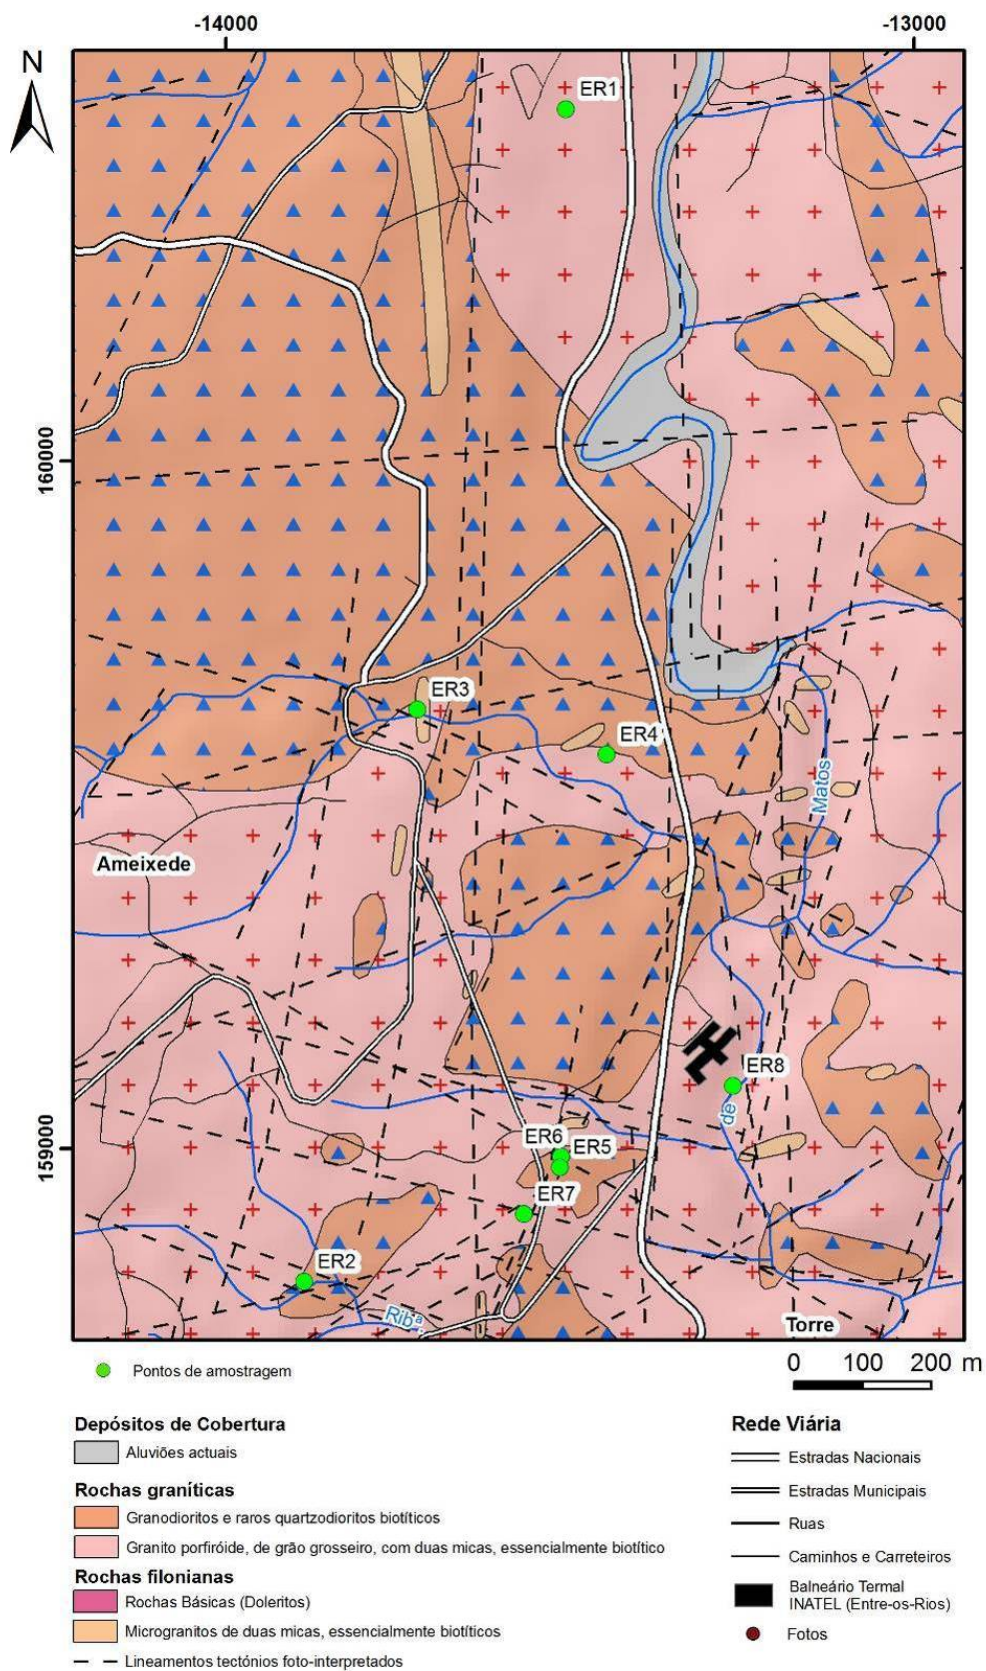 -14000
-13000
N
ER1
160000
ER3
ER4
Matos
Ameixede
ER8
de
159000
ER6
ER5
ER7
ER2
Ribª
Torre
0 100 200 m
Pontos de amostragem
Depósitos de Cobertura
Aluviões actuais
Rochas graníticas
Granodioritos e raros quartzodioritos biotíticos
Granito porfiróide, de grão grosseiro, com duas micas, essencialmente biotítico
Rochas filonianas
Rochas Básicas (Doleritos)
Microgranitos de duas micas, essencialmente biotíticos
Lineamentos tectónios foto-interpretados
Rede Viária
Estradas Nacionais
Estradas Municipais
Ruas
Caminhos e Carreteiros
Balneário Termal
INATEL (Entre-os-Rios)
Fotos